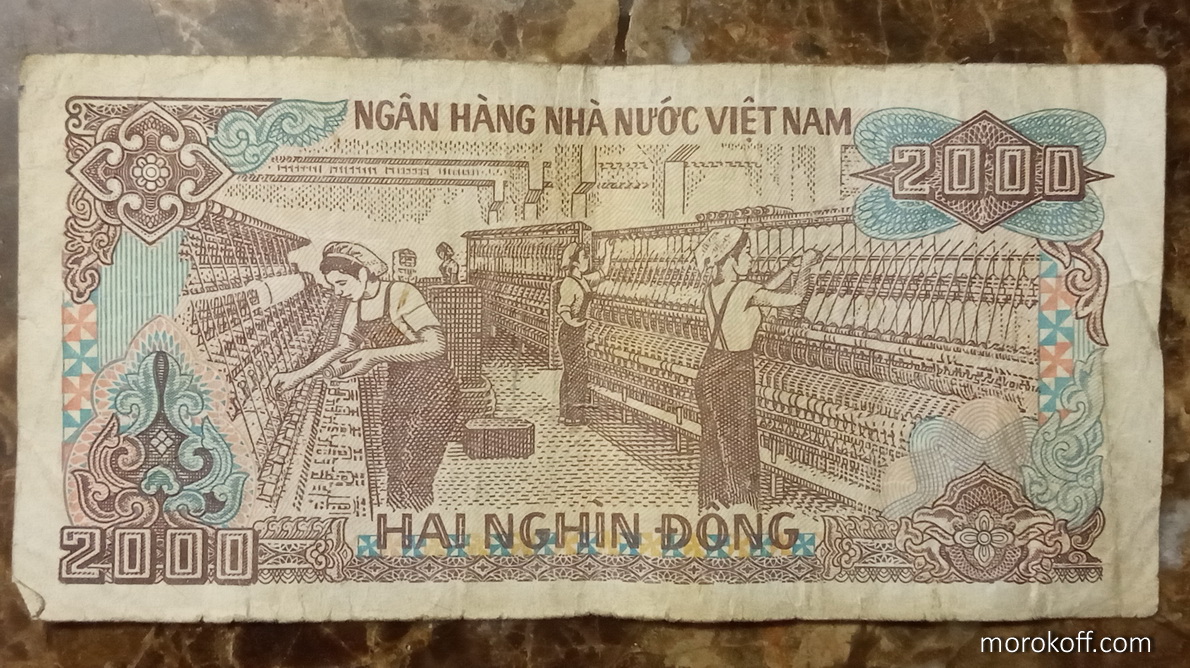 NGÂN HÀNG NHÀ NƯỚC VIỆT NAM
2000
HAI NGHÌN ĐỒNG
2000
morokoff.com